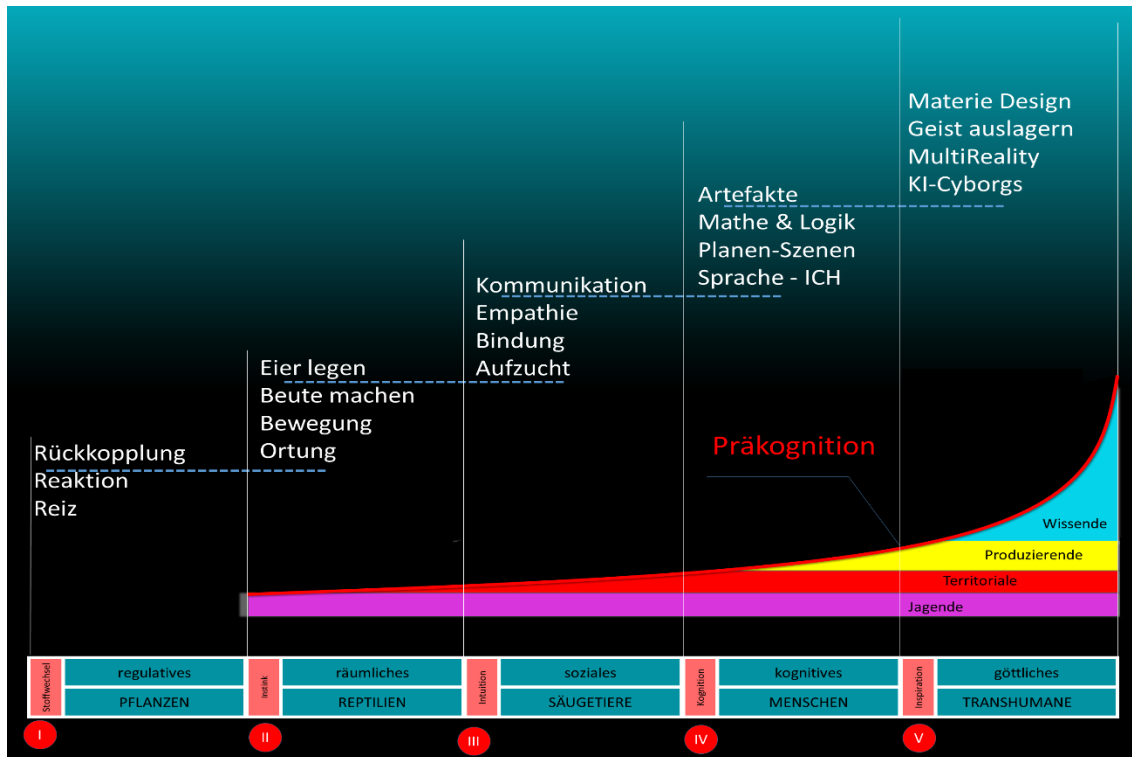 Materie Design
Geist auslagern
MultiReality
KI-Cyborgs
Artefakte
Mathe & Logik
Planen-Szenen
Sprache - ICH
Kommunikation
Empathie
Bindung
Aufzucht
Eier legen
Beute machen
Bewegung
Ortung
Rückkopplung
Reaktion
Reiz
Präkognition
Wissende
Produzierende
Territoriale
Jagende
Stoffwechsel
regulatives
PFLANZEN
Instink
räumliches
REPTILIEN
Intuition
soziales
SÄUGETIERE
Kognition
kognitives
MENSCHEN
Inspiration
göttliches
TRANSHUMANE
I
II
III
IV
V